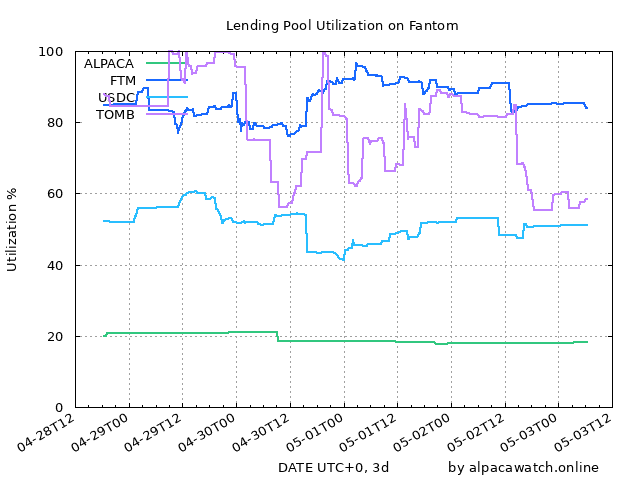 Lending Pool Utilization on Fantom
100
80
60
40
20
0
Utilization %
ALPACA
FTM
USDC
TOMB
04-28T12
04-29T00
04-29T12
04-30T00
04-30T12
05-01T00
05-01T12
05-02T00
05-02T12
05-03T00
05-03T12
DATE UTC+0, 3d
by alpacawatch.online